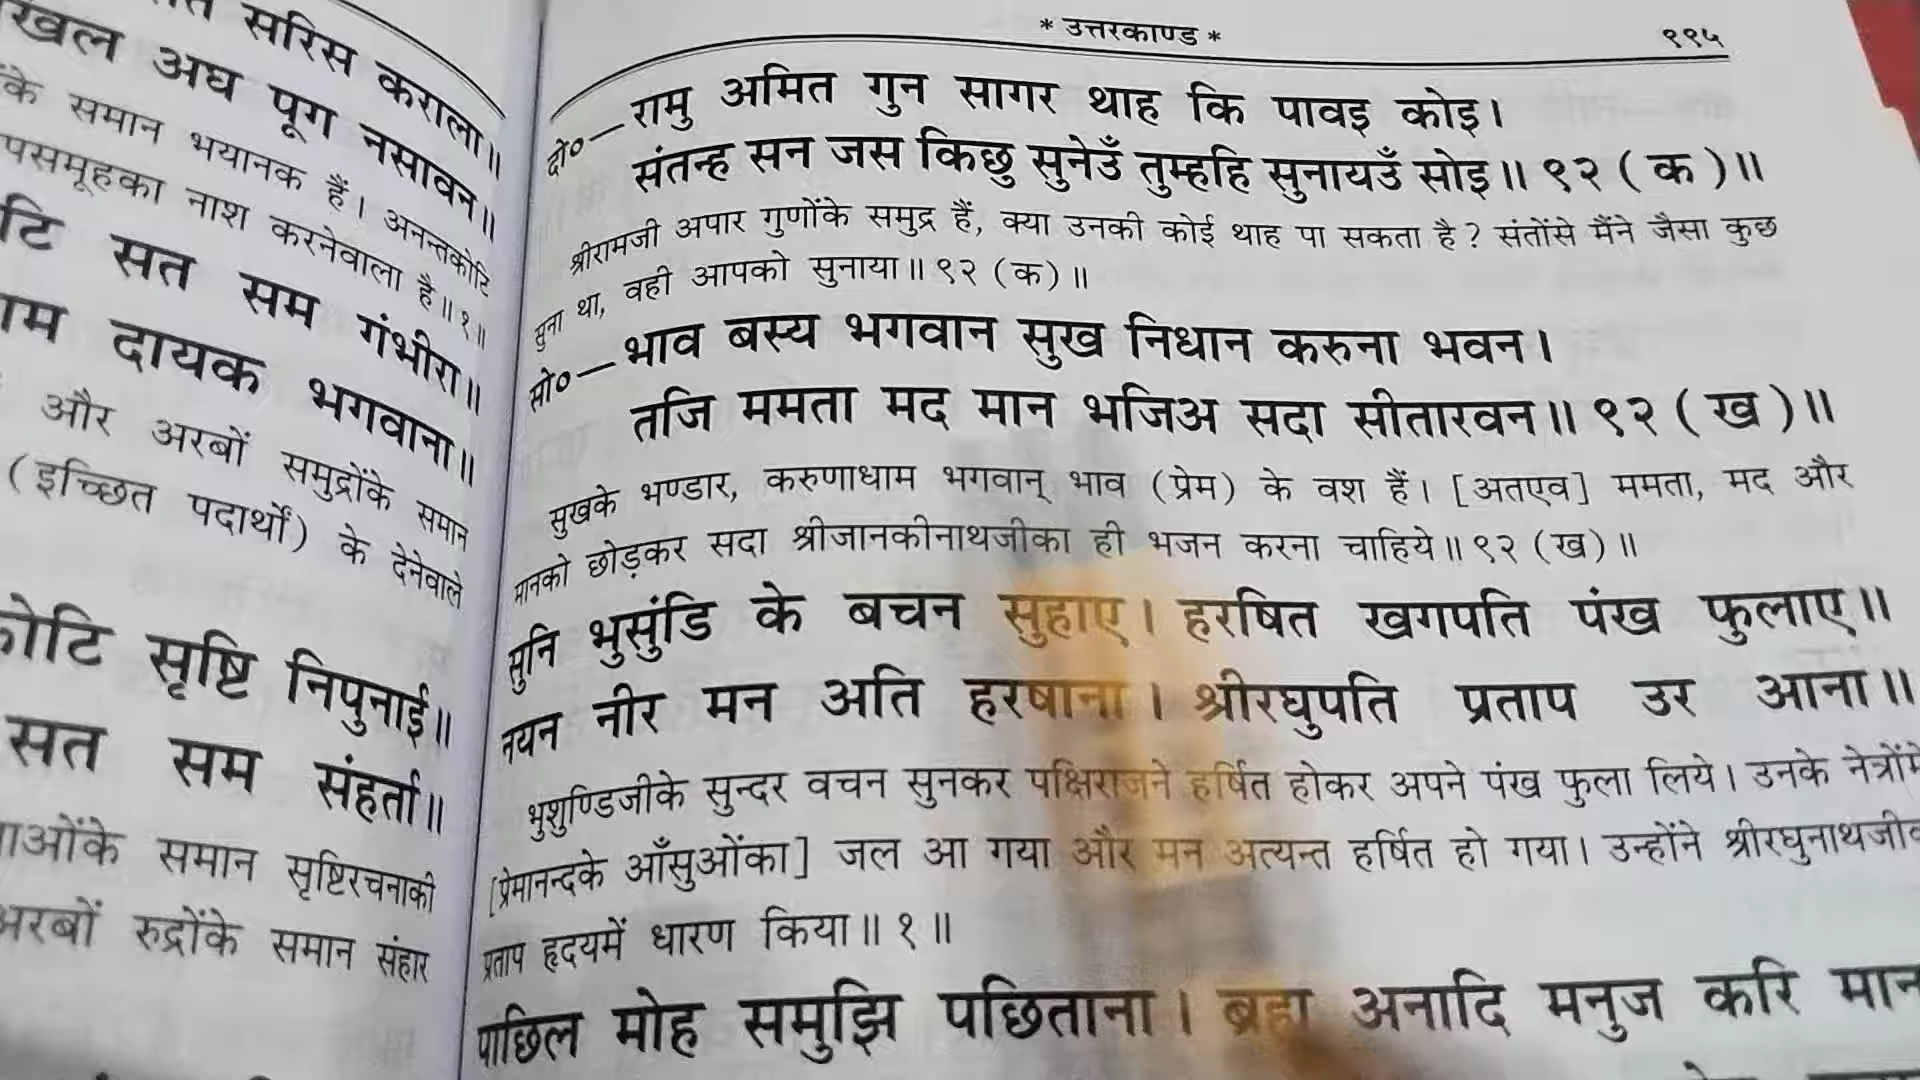 सरिस कराला॥
अघ पूग नसावन॥
के समान भयानक हैं। अनन्तकोटि
पसमूहका नाश करनेवाला है॥१॥
टि सत सम गंभीरा॥
म दायक भगवाना॥
और अरबों समुद्रोंके समान
(इच्छित पदार्थों) के देनेवाले
कोटि सृष्टि निपुनाई॥
सत सम संहर्ता॥
ओंके समान सृष्टिरचनाकी
अरबों रुद्रोंके समान संहार
* उत्तरकाण्ड * ९९५
दो०—रामु अमित गुन सागर थाह कि पावइ कोइ।
संतन्ह सन जस किछु सुनेउँ तुम्हहि सुनायउँ सोइ॥ ९२ ( क )॥
श्रीरामजी अपार गुणोंके समुद्र हैं, क्या उनकी कोई थाह पा सकता है? संतोंसे मैंने जैसा कुछ
सुना था, वही आपको सुनाया॥ ९२ (क)॥
सो०—भाव बस्य भगवान सुख निधान करुना भवन।
तजि ममता मद मान भजिअ सदा सीतारवन॥ ९२ ( ख )॥
सुखके भण्डार, करुणाधाम भगवान् भाव (प्रेम) के वश हैं। [अतएव] ममता, मद और
मानको छोड़कर सदा श्रीजानकीनाथजीका ही भजन करना चाहिये॥ ९२ (ख)॥
सुनि भुसुंडि के बचन सुहाए। हरषित खगपति पंख फुलाए॥
नयन नीर मन अति हरषाना। श्रीरघुपति प्रताप उर आना॥
भुशुण्डिजीके सुन्दर वचन सुनकर पक्षिराजने हर्षित होकर अपने पंख फुला लिये। उनके नेत्रोंमें
[प्रेमानन्दके आँसुओंका] जल आ गया और मन अत्यन्त हर्षित हो गया। उन्होंने श्रीरघुनाथजी
प्रताप हृदयमें धारण किया॥ १॥
पाछिल मोह समुझि पछिताना। ब्रह्म अनादि मनुज करि मान